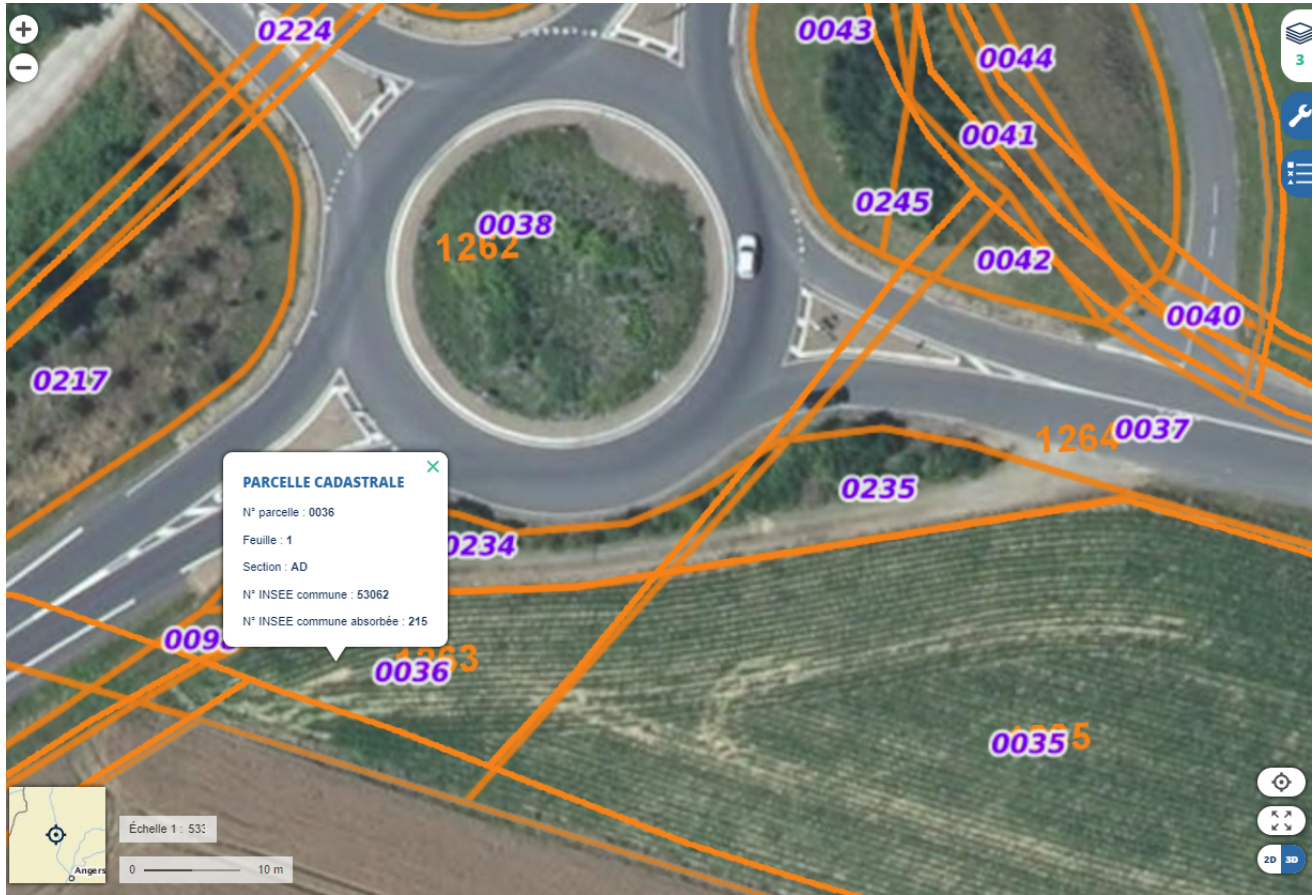 +
0224
0043
0044
3
−
0041
0245
1262
0038
0042
0040
0217
1264
0037
PARCELLE CADASTRALE
N° parcelle : 0036
Feuille : 1
Section : AD
N° INSEE commune : 53062
N° INSEE commune absorbée : 215
0235
0234
0036
0035
Échelle 1 : 533
0
10 m
Angers
2D
3D